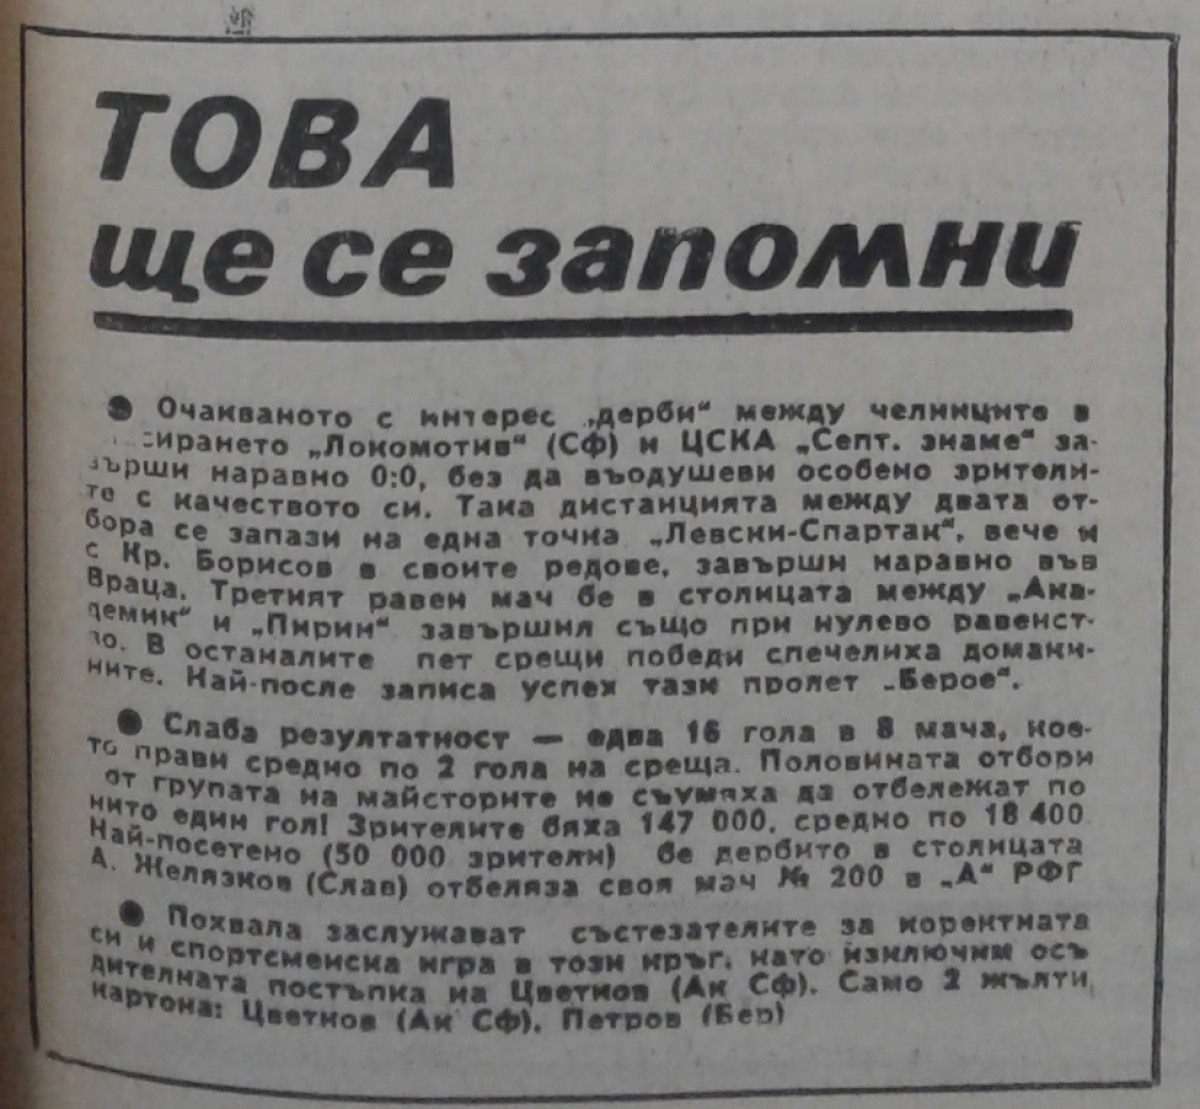 ТОВА
ще се запомни
● Очакваното с интерес „дерби“ между челниците в
сирането „Локомотив“ (Сф) и ЦСКА „Септ. знаме“ за-
върши наравно 0:0, без да въодушеви особено зрители-
те с качеството си. Така дистанцията между двата от-
бора се запази на една точка „Левски-Спартак“, вече и
с Кр. Борисов в своите редове, завърши наравно във
Враца. Третият равен мач бе в столицата между „Ака-
демик“ и „Пирин“ завършил също при нулево равенст-
во. В останалите пет срещи победи спечелиха домаки-
ните. Най-после записа успех тази пролет „Берое“.
● Слаба резултатност — едва 16 гола в 8 мача, кое-
то прави средно по 2 гола на среща. Половината отбори
от групата на майсторите не съумяха да отбележат по
нито един гол! Зрителите бяха 147 000, средно по 18 400
Най-посетено (50 000 зрители) бе дербито в столицата
А. Желязков (Слав) отбеляза своя мач № 200 в „А“ РФГ
● Похвала заслужават състезателите за коректната
си и спортсменска игра в този кръг, като изключим осъ
дителната постъпка на Цветков (Ак Сф). Само 2 жълти
картона: Цветков (Ак Сф), Петров (Бер)